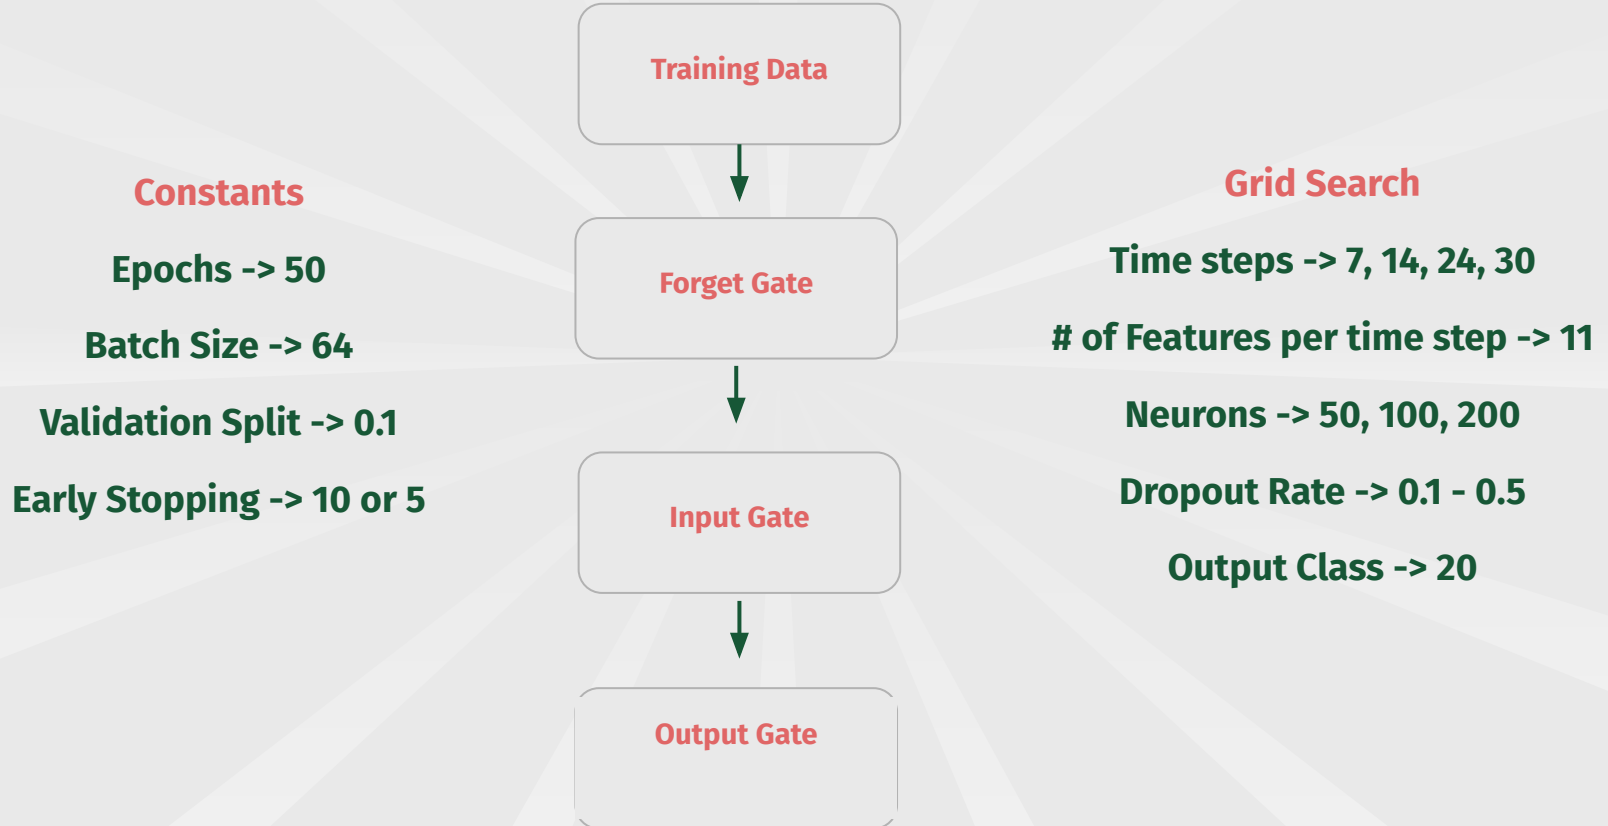 Training Data
Constants
Epochs -> 50
Batch Size -> 64
Validation Split -> 0.1
Early Stopping -> 10 or 5
Forget Gate
Input Gate
Output Gate
Grid Search
Time steps -> 7, 14, 24, 30
# of Features per time step -> 11
Neurons -> 50, 100, 200
Dropout Rate -> 0.1 - 0.5
Output Class -> 20